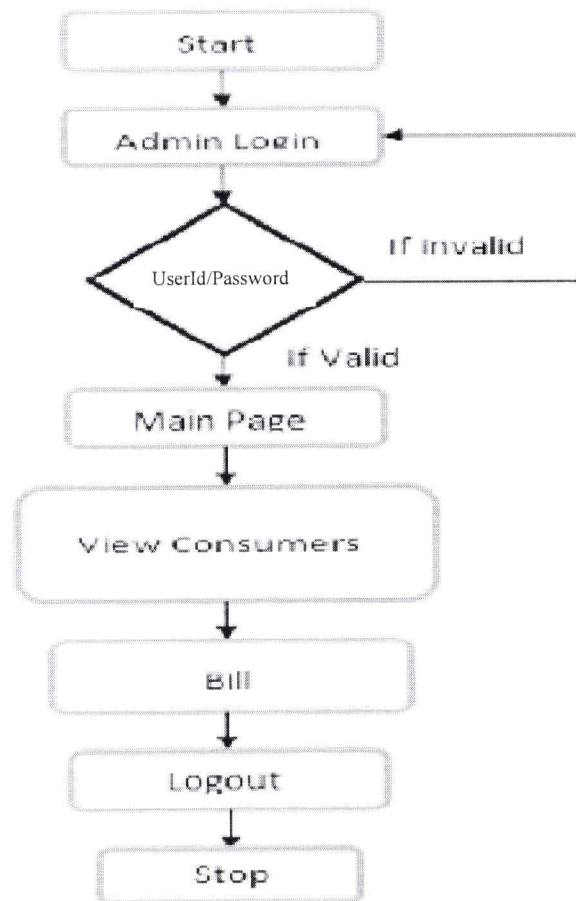 Start
Admin Login
UserId/Password
If Invalid
If Valid
Main Page
View Consumers
Bill
Logout
Stop